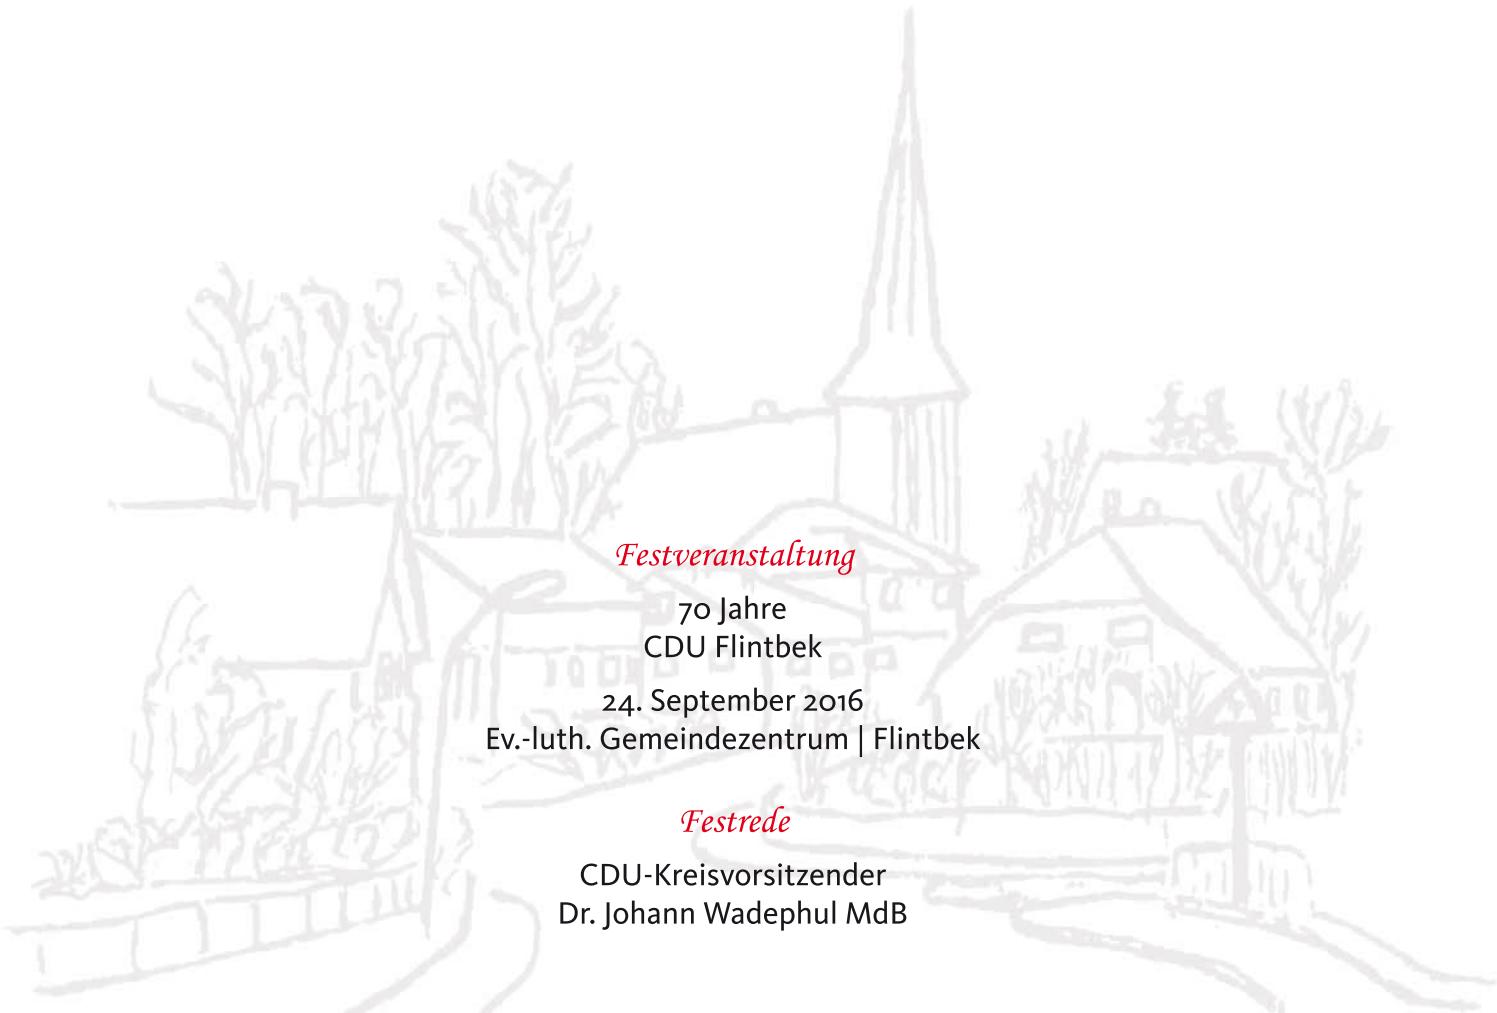 Festveranstaltung
70 Jahre
CDU Flintbek
24. September 2016
Ev.-luth. Gemeindezentrum | Flintbek
Festrede
CDU-Kreisvorsitzender
Dr. Johann Wadephul MdB